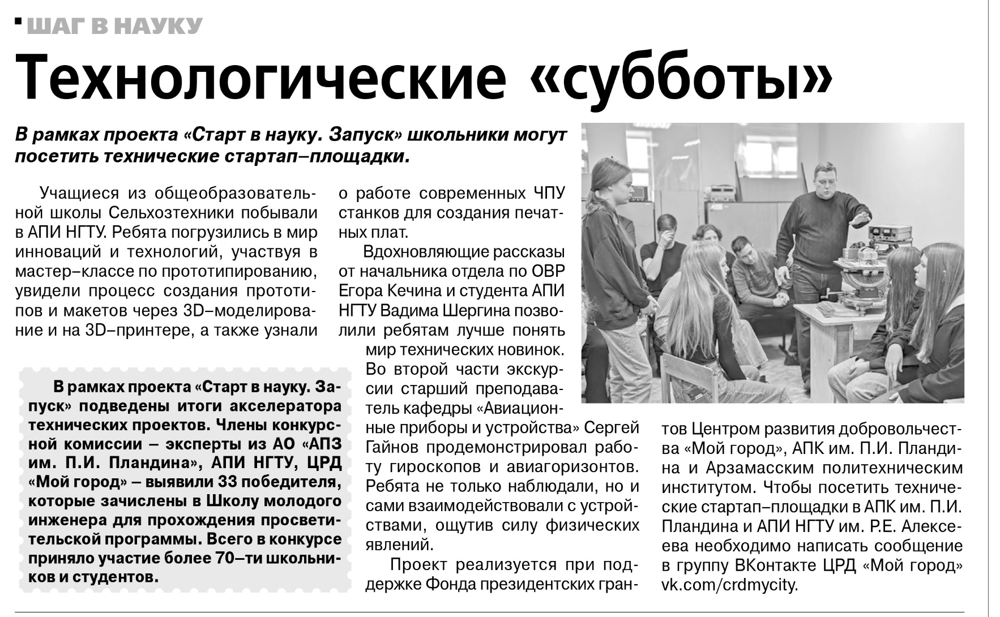 ШАГ В НАУКУ
Технологические «субботы»
В рамках проекта «Старт в науку. Запуск» школьники могут
посетить технические стартап–площадки.
Учащиеся из общеобразователь-
ной школы Сельхозтехники побывали
в АПИ НГТУ. Ребята погрузились в мир
инноваций и технологий, участвуя в
мастер–классе по прототипированию,
увидели процесс создания прототи-
пов и макетов через 3D–моделирова-
ние и на 3D–принтере, а также узнали
о работе современных ЧПУ
станков для создания печат-
ных плат.
Вдохновляющие рассказы
от начальника отдела по ОВР
Егора Кечина и студента АПИ
НГТУ Вадима Шергина позво-
лили ребятам лучше понять
мир технических новинок.
Во второй части экскур-
сии старший преподава-
тель кафедры «Авиацион-
ные приборы и устройства» Сергей
Гайнов продемонстрировал рабо-
ту гироскопов и авиагоризонтов.
Ребята не только наблюдали, но и
сами взаимодействовали с устрой-
ствами, ощутив силу физических
явлений.
Проект реализуется при под-
держке Фонда президентских гран-
тов Центром развития добровольчест-
ва «Мой город», АПК им. П.И. Планди-
на и Арзамасским политехническим
институтом. Чтобы посетить техниче-
ские стартап–площадки в АПК им. П.И.
Пландина и АПИ НГТУ им. Р.Е. Алексе-
ева необходимо написать сообщение
в группу ВКонтакте ЦРД «Мой город»
vk.com/crdmycity.
В рамках проекта «Старт в науку. За-
пуск» подведены итоги акселератора
технических проектов. Члены конкурс-
ной комиссии – эксперты из АО «АПЗ
им. П.И. Пландина», АПИ НГТУ, ЦРД
«Мой город» – выявили 33 победителя,
которые зачислены в Школу молодого
инженера для прохождения просвети-
тельской программы. Всего в конкурсе
приняло участие более 70–ти школьни-
ков и студентов.